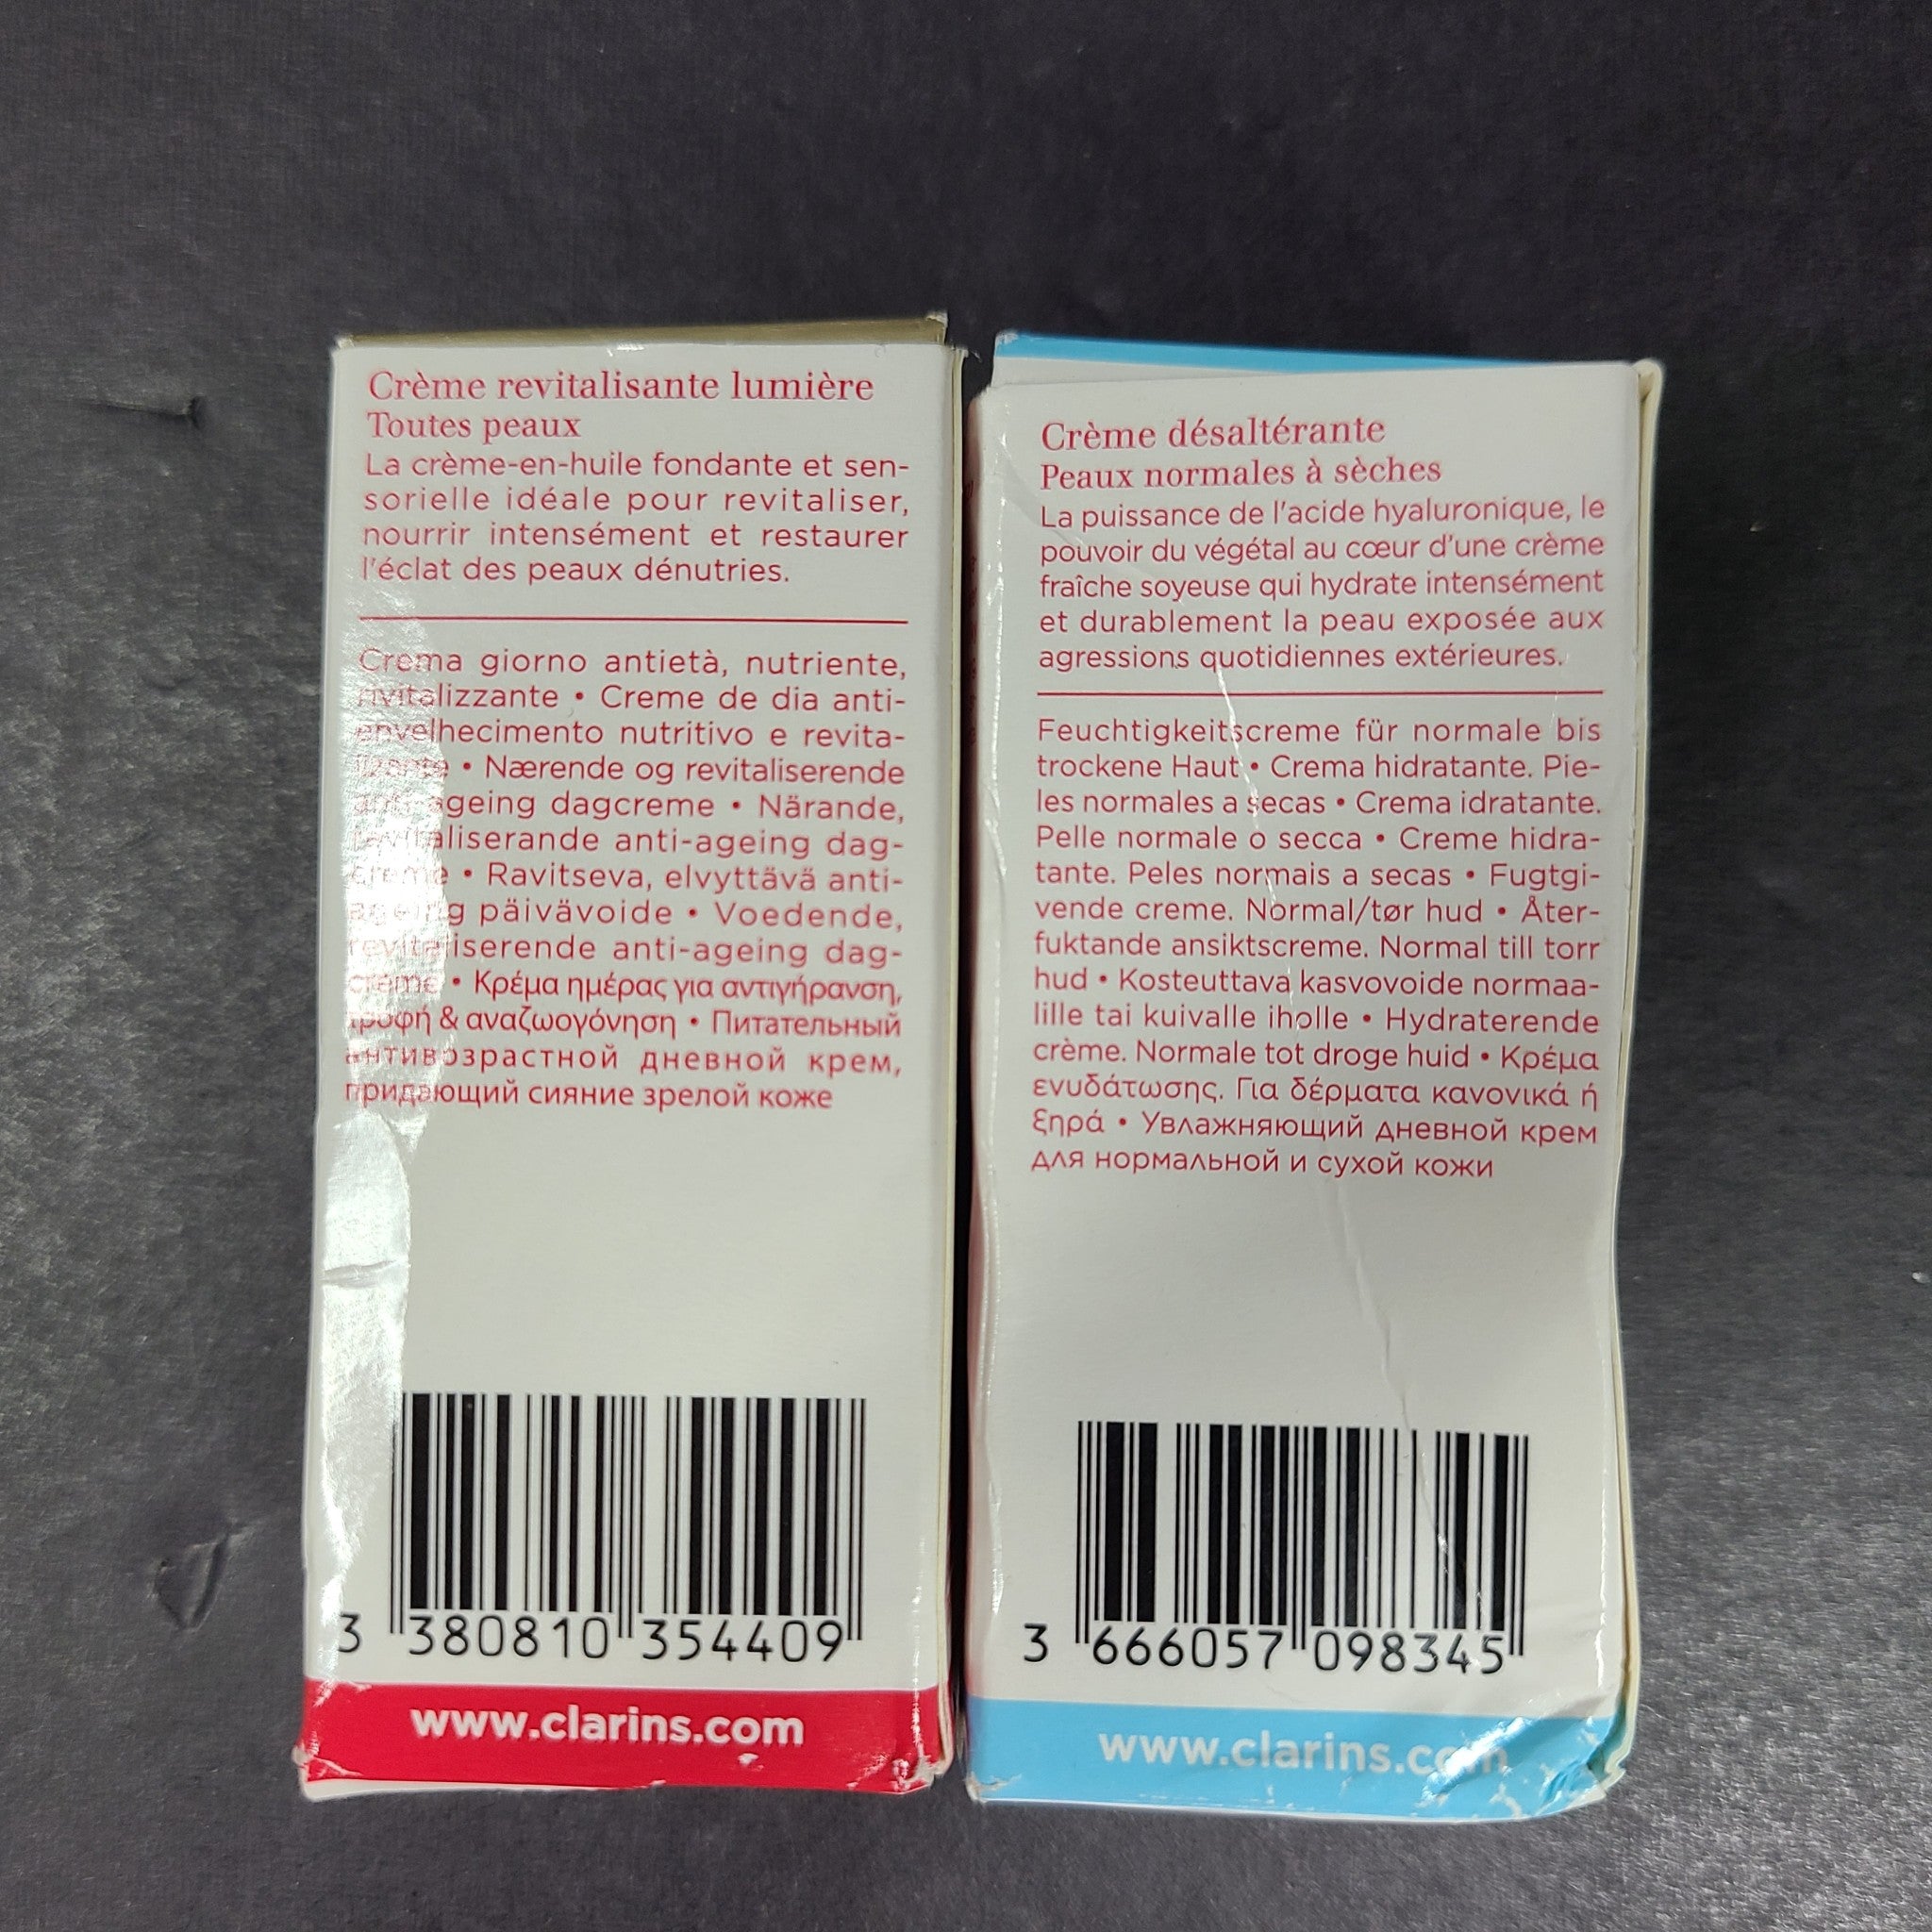 Crème revitalisante lumière
Toutes peaux
La crème-en-huile fondante et sen-
sorielle idéale pour revitaliser,
nourrir intensément et restaurer
l'éclat des peaux dénutries.
Crema giorno antietà, nutriente,
rivitalizzante • Creme de dia anti-
envelhecimento nutritivo e revita-
lizante • Nærende og revitaliserende
anti-ageing dagcreme • Närande,
revitaliserande anti-ageing dag-
creme • Ravitseva, elvyttävä anti-
ageing päivävoide • Voedende,
revitaliserende anti-ageing dag-
crème • Κρέμα ημέρας για αντιγήρανση,
τροφή & αναζωογόνηση • Питательный
антивозрастной дневной крем,
придающий сияние зрелой коже
3 380810 354409
www.clarins.com
Crème désaltérante
Peaux normales à sèches
La puissance de l'acide hyaluronique, le
pouvoir du végétal au cœur d'une crème
fraîche soyeuse qui hydrate intensément
et durablement la peau exposée aux
agressions quotidiennes extérieures.
Feuchtigkeitscreme für normale bis
trockene Haut • Crema hidratante. Pie-
les normales a secas • Crema idratante.
Pelle normale o secca • Creme hidra-
tante. Peles normais a secas • Fugtgi-
vende creme. Normal/tør hud • Åter-
fuktande ansiktscreme. Normal till torr
hud • Kosteuttava kasvovoide normaa-
lille tai kuivalle iholle • Hydraterende
crème. Normale tot droge huid • Κρέμα
ενυδάτωσης. Για δέρματα κανονικά ή
ξηρά • Увлажняющий дневной крем
для нормальной и сухой кожи
3 666057 098345
www.clarins.com